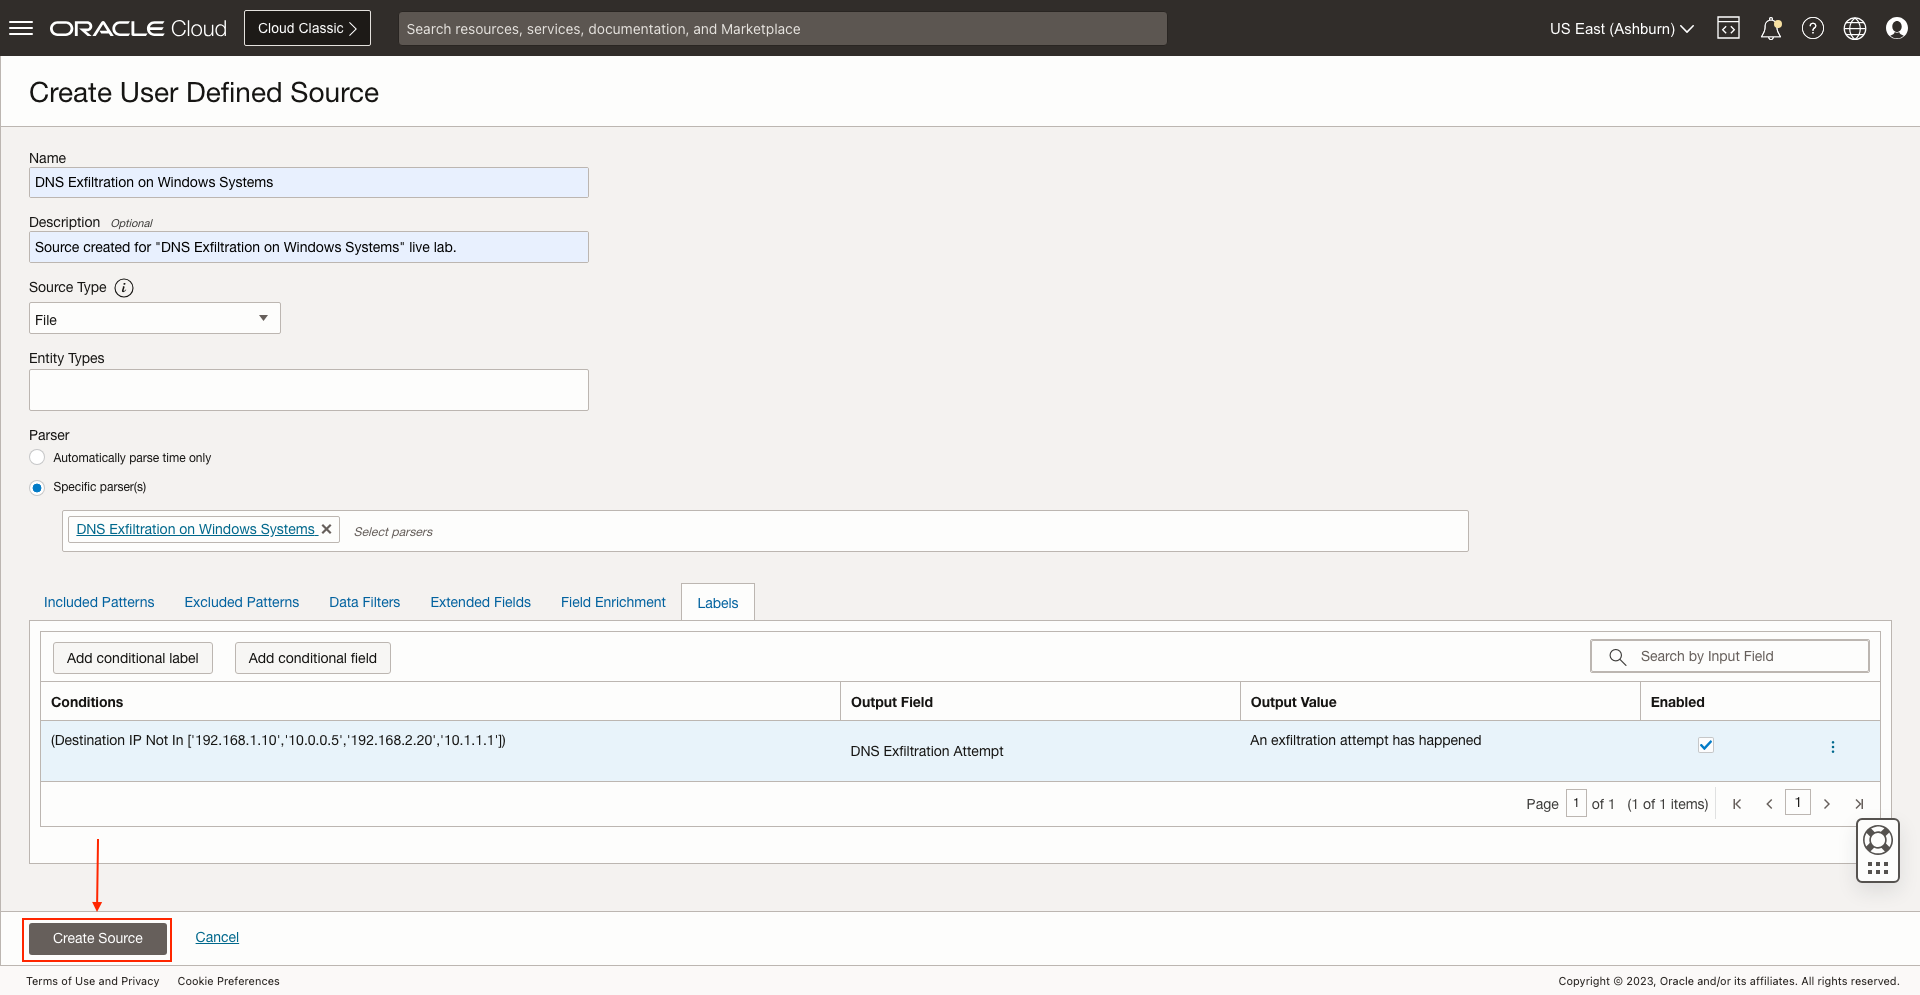 ORACLE Cloud
Cloud Classic
Search resources, services, documentation, and Marketplace
US East (Ashburn)
Create User Defined Source
Name
DNS Exfiltration on Windows Systems
Description Optional
Source created for "DNS Exfiltration on Windows Systems" live lab.
Source Type
File
Entity Types
Parser
Automatically parse time only
Specific parser(s)
DNS Exfiltration on Windows Systems Select parsers
Included Patterns Excluded Patterns Data Filters Extended Fields Field Enrichment Labels
Add conditional label Add conditional field Search by Input Field
Conditions Output Field Output Value Enabled
(Destination IP Not In ['192.168.1.10','10.0.0.5','192.168.2.20','10.1.1.1']) DNS Exfiltration Attempt An exfiltration attempt has happened
Page 1 of 1 (1 of 1 items) 1
Create Source Cancel
Terms of Use and Privacy Cookie Preferences Copyright © 2023, Oracle and/or its affiliates. All rights reserved.